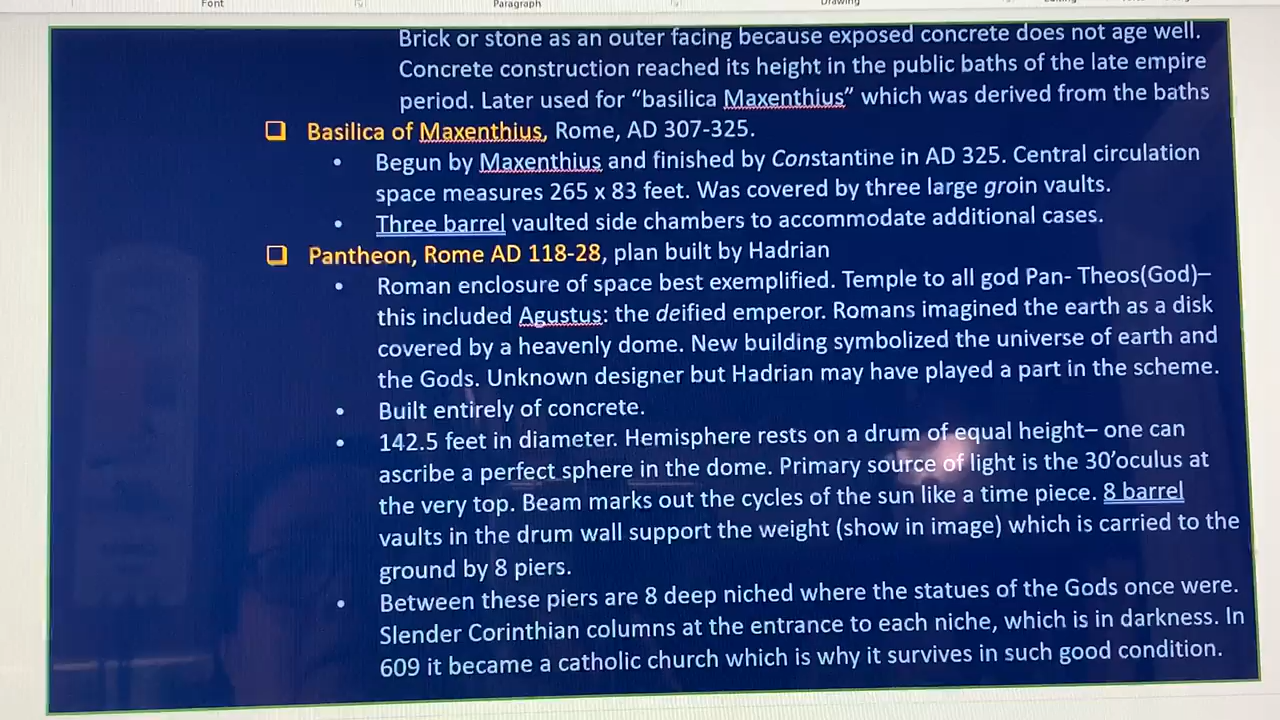 Font
Paragraph
Drawing
Brick or stone as an outer facing because exposed concrete does not age well.
Concrete construction reached its height in the public baths of the late empire
period. Later used for “basilica Maxenthius” which was derived from the baths
Basilica of Maxenthius, Rome, AD 307-325.
Begun by Maxenthius and finished by Constantine in AD 325. Central circulation
space measures 265 x 83 feet. Was covered by three large groin vaults.
Three barrel vaulted side chambers to accommodate additional cases.
Pantheon, Rome AD 118-28, plan built by Hadrian
Roman enclosure of space best exemplified. Temple to all god Pan- Theos(God)–
this included Agustus: the deified emperor. Romans imagined the earth as a disk
covered by a heavenly dome. New building symbolized the universe of earth and
the Gods. Unknown designer but Hadrian may have played a part in the scheme.
Built entirely of concrete.
142.5 feet in diameter. Hemisphere rests on a drum of equal height– one can
ascribe a perfect sphere in the dome. Primary source of light is the 30’oculus at
the very top. Beam marks out the cycles of the sun like a time piece. 8 barrel
vaults in the drum wall support the weight (show in image) which is carried to the
ground by 8 piers.
Between these piers are 8 deep niched where the statues of the Gods once were.
Slender Corinthian columns at the entrance to each niche, which is in darkness. In
609 it became a catholic church which is why it survives in such good condition.